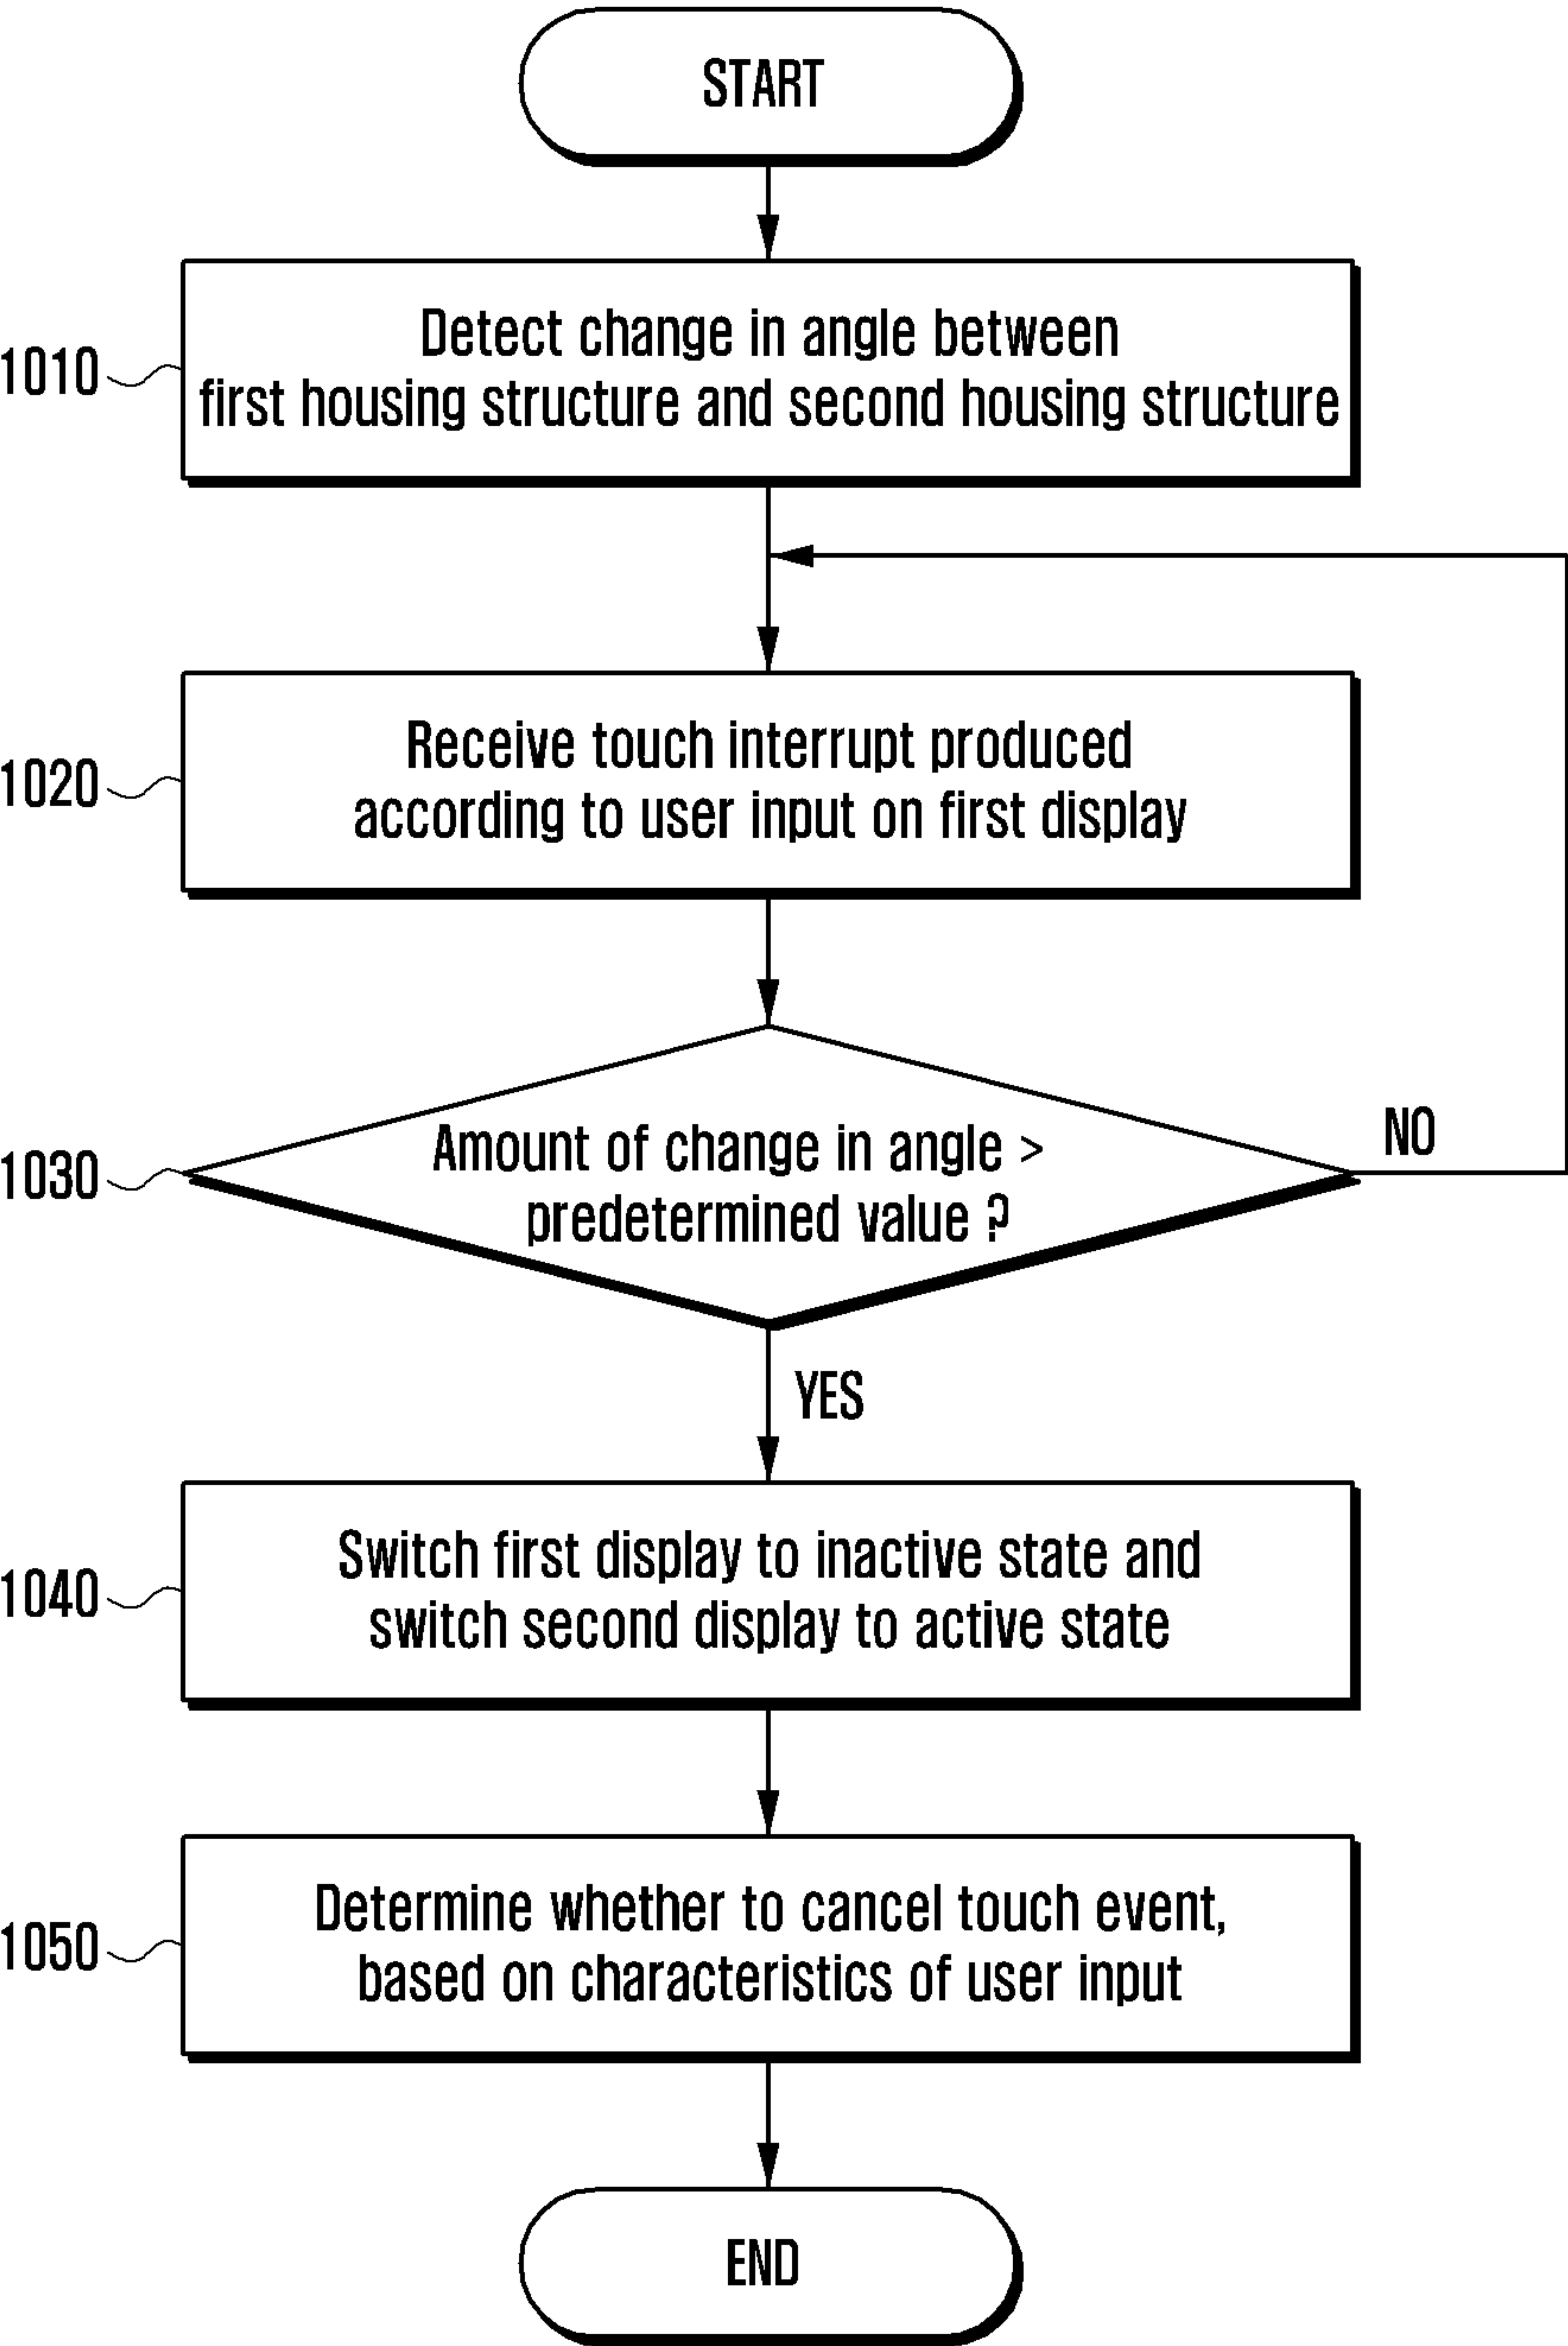 START
1010
Detect change in angle between
first housing structure and second housing structure
1020
Receive touch interrupt produced
according to user input on first display
1030
Amount of change in angle >
predetermined value ?
NO
YES
1040
Switch first display to inactive state and
switch second display to active state
1050
Determine whether to cancel touch event,
based on characteristics of user input
END